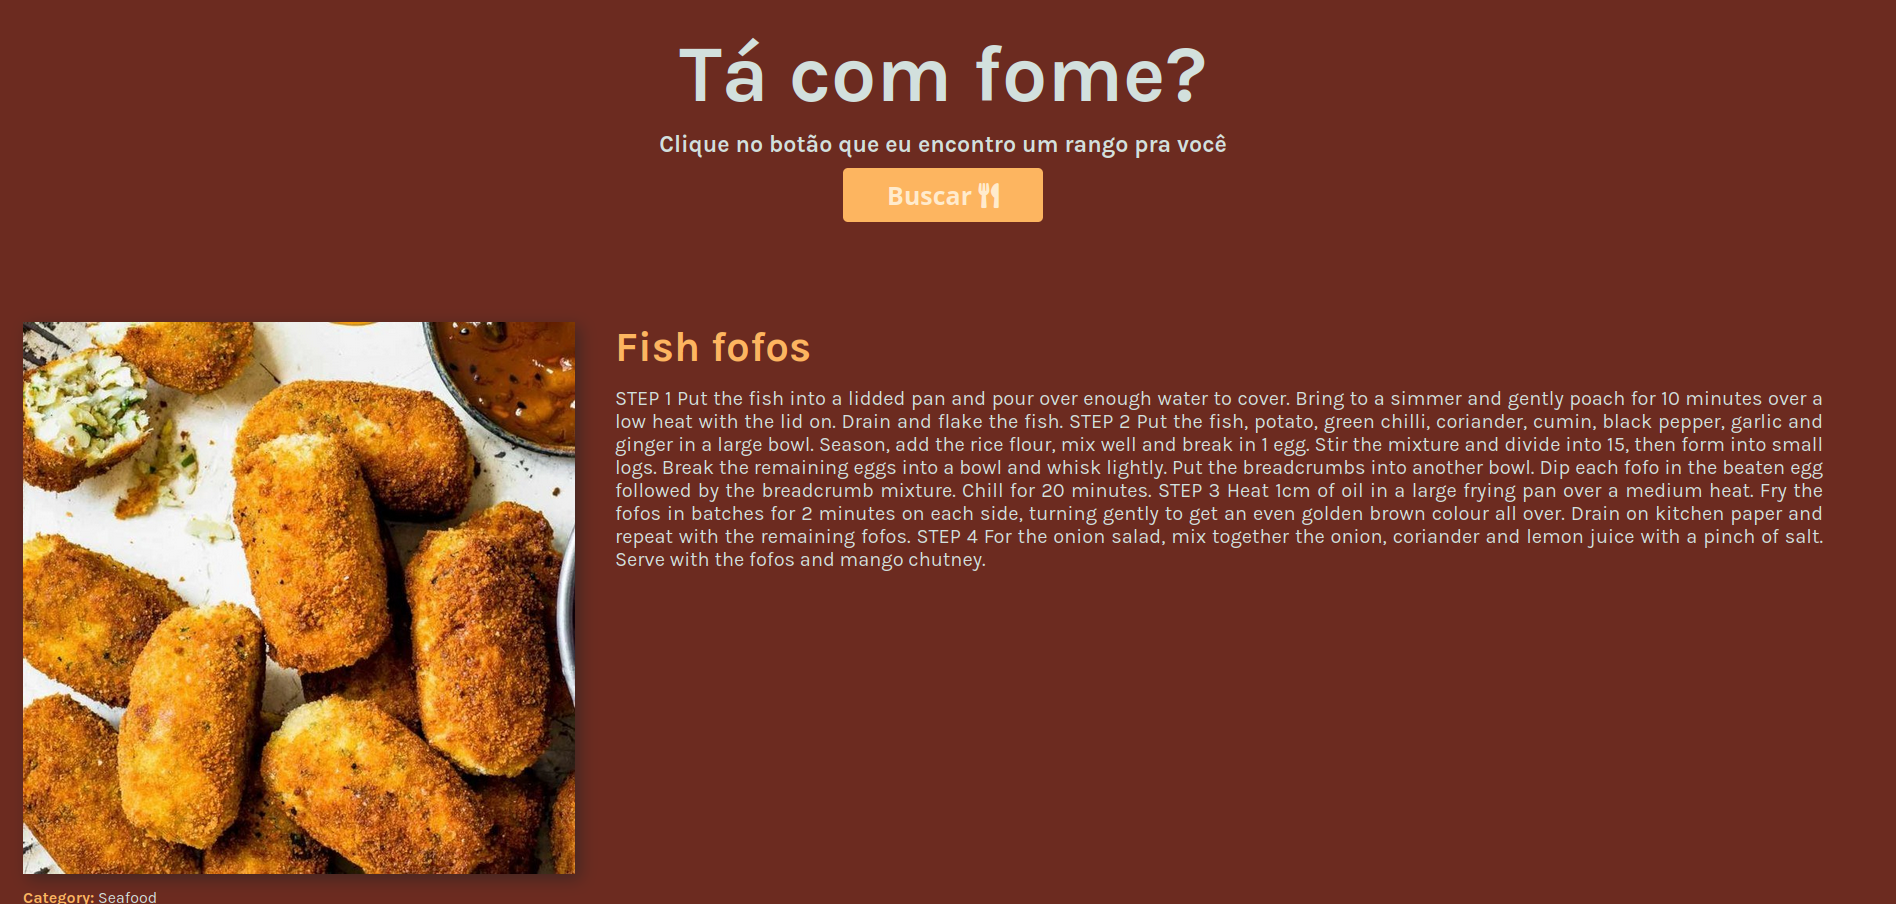 Tá com fome?
Clique no botão que eu encontro um rango pra você
Buscar
Fish fofos
STEP 1 Put the fish into a lidded pan and pour over enough water to cover. Bring to a simmer and gently poach for 10 minutes over a
low heat with the lid on. Drain and flake the fish. STEP 2 Put the fish, potato, green chilli, coriander, cumin, black pepper, garlic and
ginger in a large bowl. Season, add the rice flour, mix well and break in 1 egg. Stir the mixture and divide into 15, then form into small
logs. Break the remaining eggs into a bowl and whisk lightly. Put the breadcrumbs into another bowl. Dip each fofo in the beaten egg
followed by the breadcrumb mixture. Chill for 20 minutes. STEP 3 Heat 1cm of oil in a large frying pan over a medium heat. Fry the
fofos in batches for 2 minutes on each side, turning gently to get an even golden brown colour all over. Drain on kitchen paper and
repeat with the remaining fofos. STEP 4 For the onion salad, mix together the onion, coriander and lemon juice with a pinch of salt.
Serve with the fofos and mango chutney.
Category: Seafood